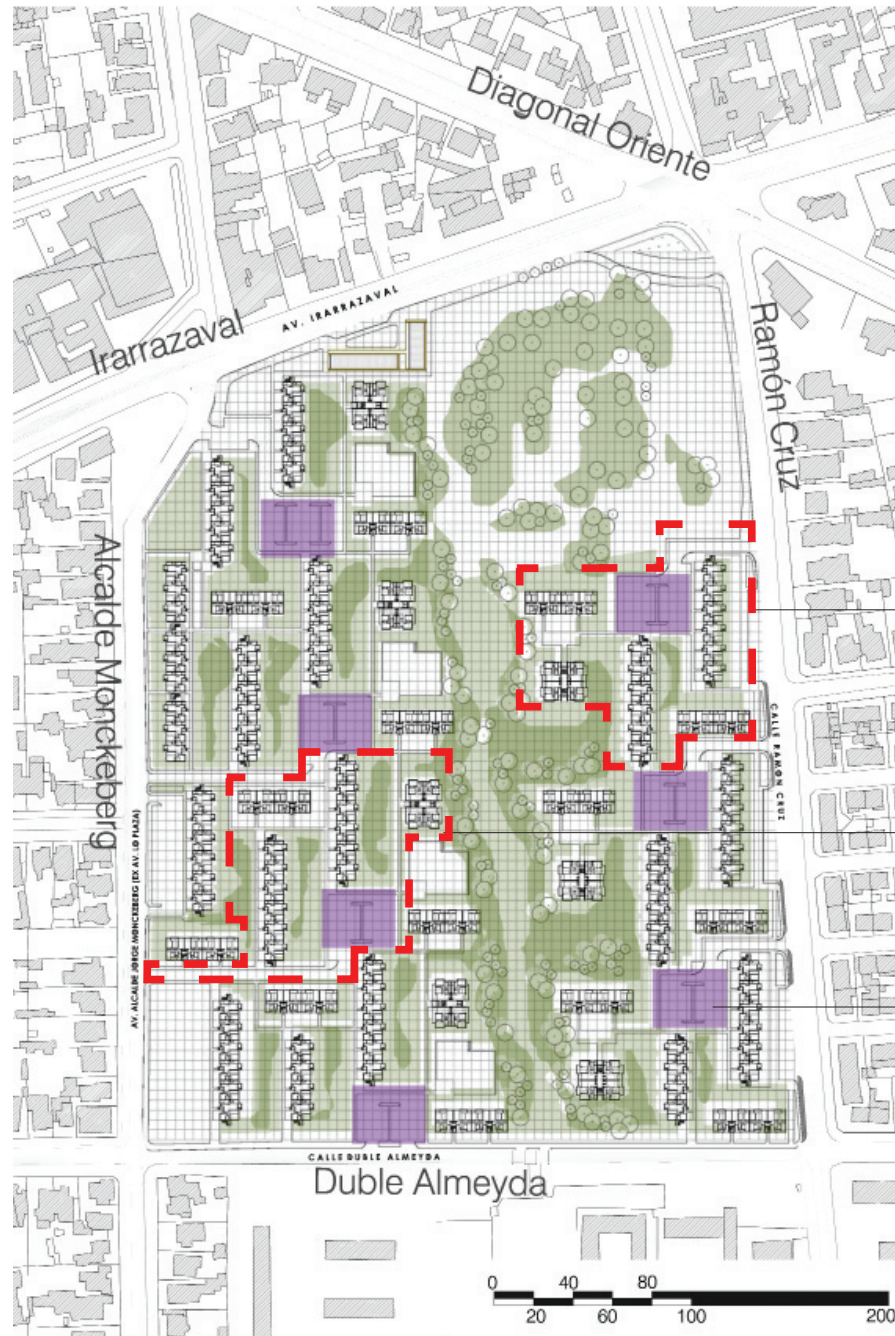 Diagonal Oriente
AV. IRARRAZAVAL
Irarrazaval
Ramón Cruz
Alcalde Monckeberg
CALLE RAMON CRUZ
AV. ALCALDE JORGE MONCKEBERG (EX AV. LO PLAZA)
CALLE DUBLE ALMEYDA
Duble Almeyda
0 40 80
20 60 100 200